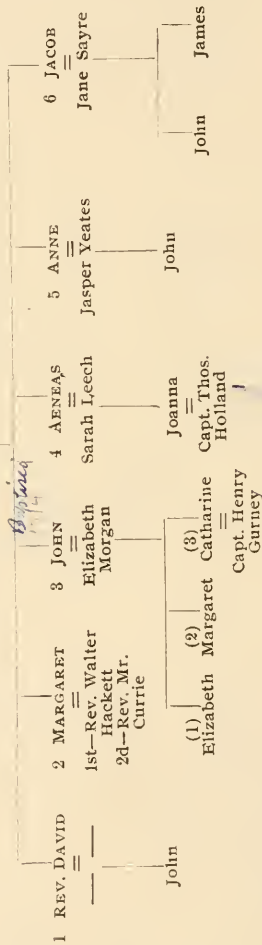 Baptised
1 REV. DAVID
=
John
2 MARGARET
=
1st—Rev. Walter
Hackett
2d—Rev. Mr.
Currie
3 JOHN
=
Elizabeth
Morgan
(1)
Elizabeth
(2)
Margaret
(3)
Catharine
=
Capt. Henry
Gurney
4 AENEAS
=
Sarah Leech
Joanna
=
Capt. Thos.
Holland
5 ANNE
=
Jasper Yeates
John
6 JACOB
=
Jane Sayre
John
James